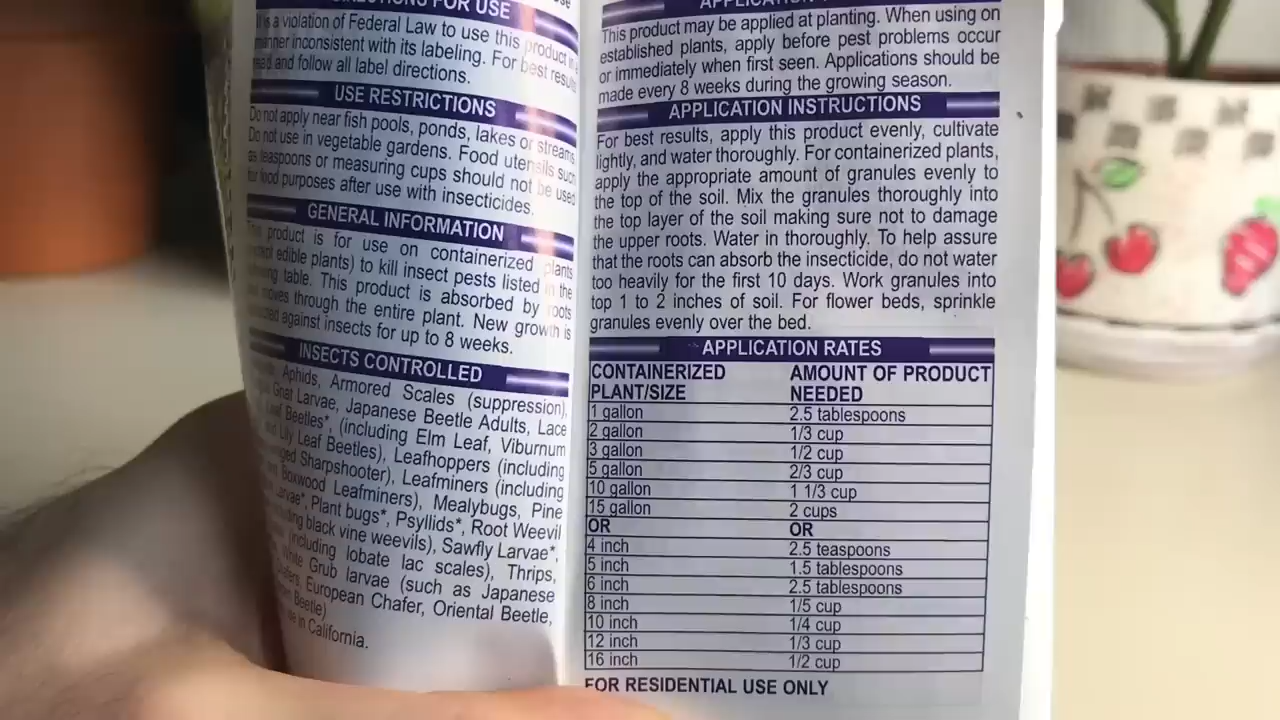 DIRECTIONS FOR USE
It is a violation of Federal Law to use this product in a
manner inconsistent with its labeling. For best results
read and follow all label directions.
USE RESTRICTIONS
Do not apply near fish pools, ponds, lakes or streams.
Do not use in vegetable gardens. Food utensils such
as teaspoons or measuring cups should not be used
for food purposes after use with insecticides.
GENERAL INFORMATION
This product is for use on containerized plants
(except edible plants) to kill insect pests listed in the
table. This product is absorbed by roots
and moves through the entire plant. New growth is
protected against insects for up to 8 weeks.
INSECTS CONTROLLED
Aphids, Armored Scales (suppression),
Gnat Larvae, Japanese Beetle Adults, Lace
Leaf Beetles*, (including Elm Leaf, Viburnum
and Lily Leaf Beetles), Leafhoppers (including
Sharpshooter), Leafminers (including
Boxwood Leafminers), Mealybugs, Pine
Larvae*, Plant bugs*, Psyllids*, Root Weevil
(including black vine weevils), Sawfly Larvae*,
(including lobate lac scales), Thrips,
White Grub larvae (such as Japanese
European Chafer, Oriental Beetle,
Beetle)
use in California.
APPLICATION
This product may be applied at planting. When using on
established plants, apply before pest problems occur
or immediately when first seen. Applications should be
made every 8 weeks during the growing season.
APPLICATION INSTRUCTIONS
For best results, apply this product evenly, cultivate
lightly, and water thoroughly. For containerized plants,
apply the appropriate amount of granules evenly to
the top of the soil. Mix the granules thoroughly into
the top layer of the soil making sure not to damage
the upper roots. Water in thoroughly. To help assure
that the roots can absorb the insecticide, do not water
too heavily for the first 10 days. Work granules into
top 1 to 2 inches of soil. For flower beds, sprinkle
granules evenly over the bed.
APPLICATION RATES
CONTAINERIZED AMOUNT OF PRODUCT
PLANT/SIZE NEEDED
1 gallon 2.5 tablespoons
2 gallon 1/3 cup
3 gallon 1/2 cup
5 gallon 2/3 cup
10 gallon 1 1/3 cup
15 gallon 2 cups
OR OR
4 inch 2.5 teaspoons
5 inch 1.5 tablespoons
6 inch 2.5 tablespoons
8 inch 1/5 cup
10 inch 1/4 cup
12 inch 1/3 cup
16 inch 1/2 cup
FOR RESIDENTIAL USE ONLY